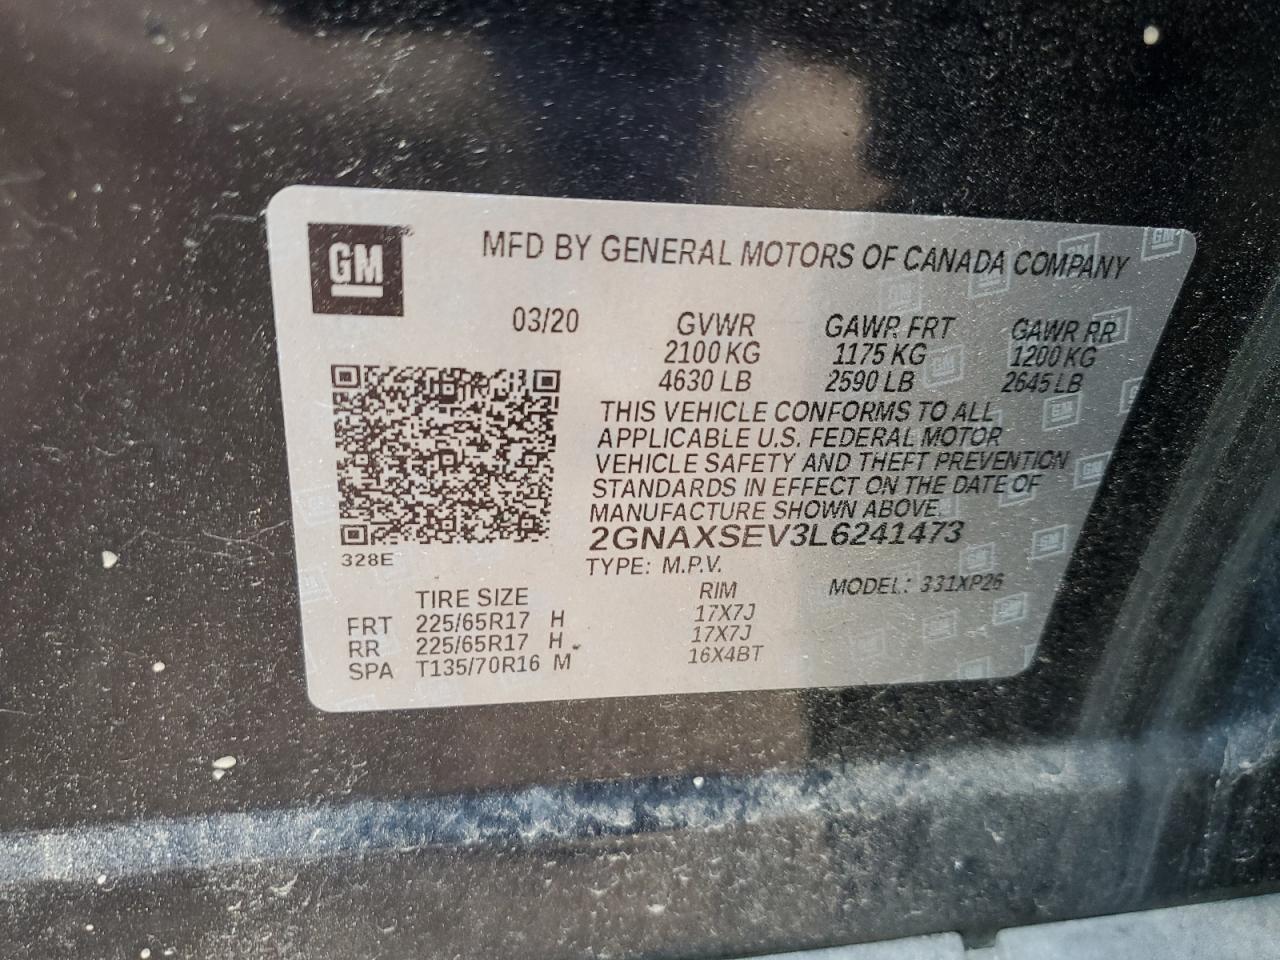 GM
MFD BY GENERAL MOTORS OF CANADA COMPANY
03/20 GVWR GAWR FRT GAWR RR
2100 KG 1175 KG 1200 KG
4630 LB 2590 LB 2645 LB
THIS VEHICLE CONFORMS TO ALL
APPLICABLE U.S. FEDERAL MOTOR
VEHICLE SAFETY AND THEFT PREVENTION
STANDARDS IN EFFECT ON THE DATE OF
MANUFACTURE SHOWN ABOVE.
2GNAXSEV3L6241473
328E
TYPE: M.P.V. MODEL: 331XP26
TIRE SIZE RIM
FRT 225/65R17 H 17X7J
RR 225/65R17 H 17X7J
SPA T135/70R16 M 16X4BT